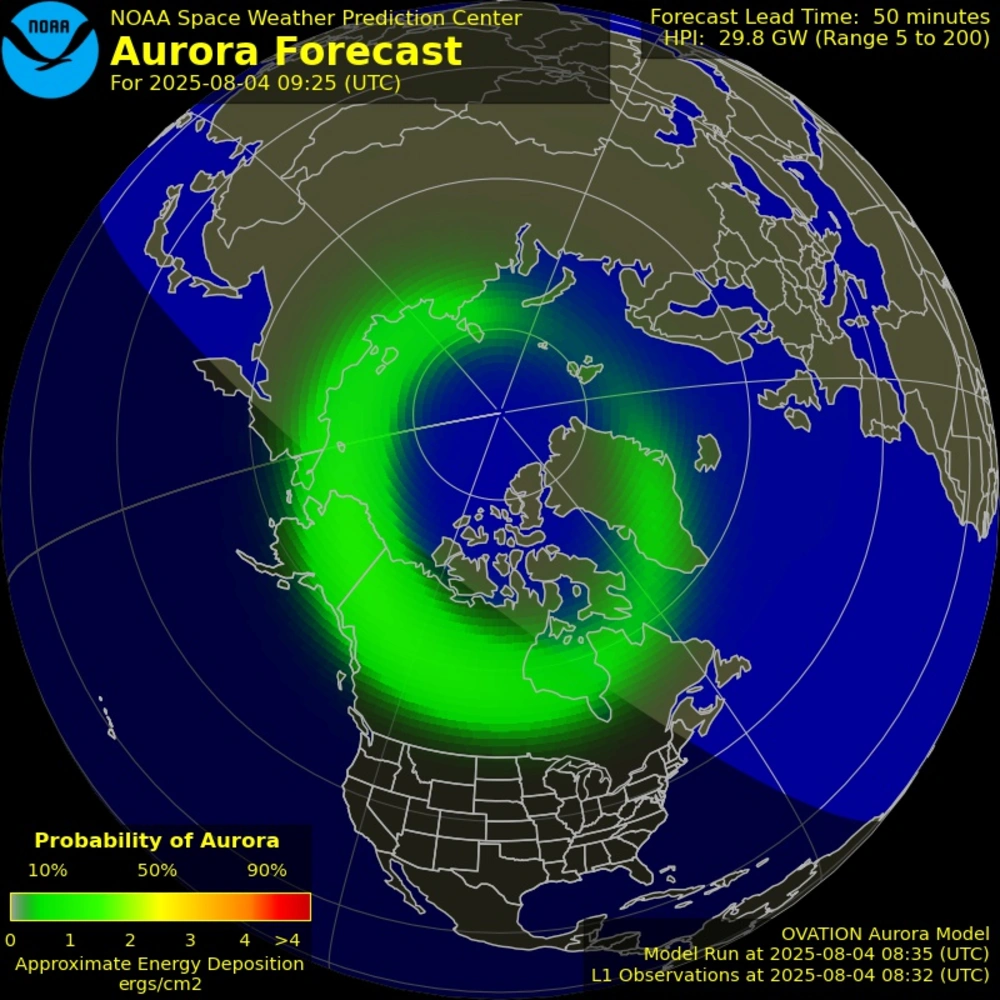 NOAA
NOAA Space Weather Prediction Center
Aurora Forecast
For 2025-08-04 09:25 (UTC)
Forecast Lead Time: 50 minutes
HPI: 29.8 GW (Range 5 to 200)
Probability of Aurora
10% 50% 90%
0 1 2 3 4 >4
Approximate Energy Deposition
ergs/cm2
OVATION Aurora Model
Model Run at 2025-08-04 08:35 (UTC)
L1 Observations at 2025-08-04 08:32 (UTC)